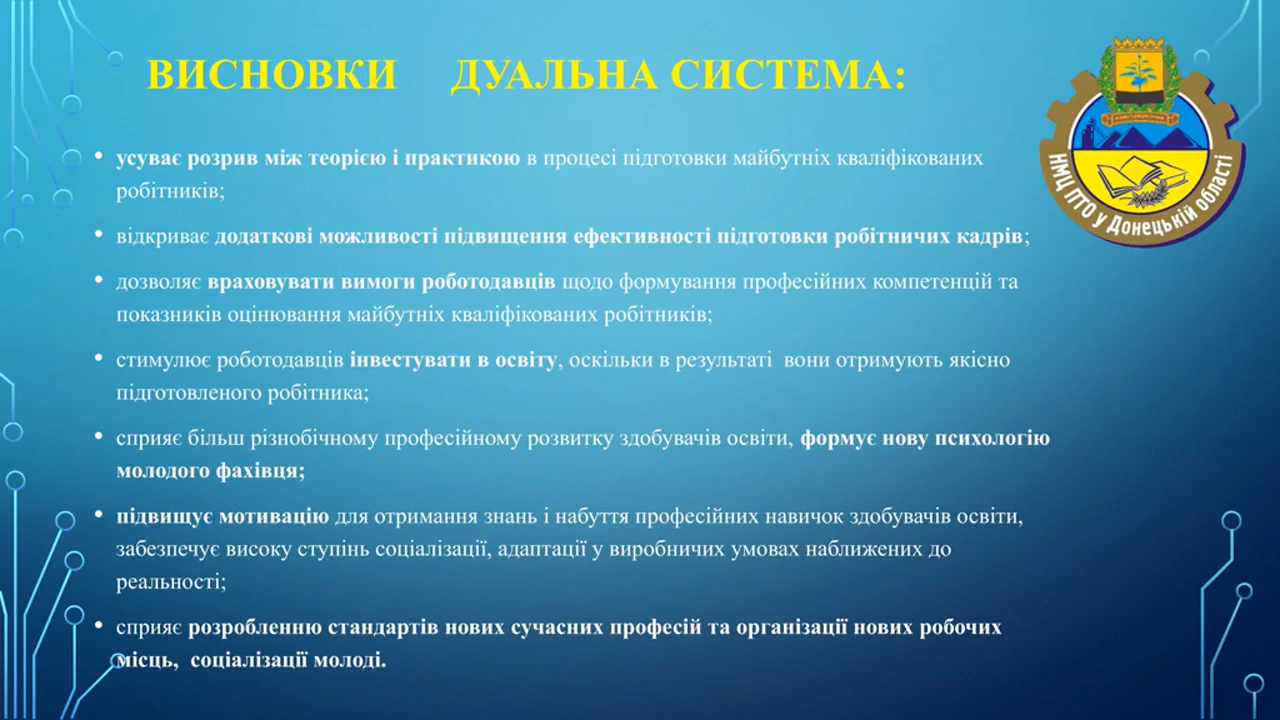 ВИСНОВКИ ДУАЛЬНА СИСТЕМА:
• усуває розрив між теорією і практикою в процесі підготовки майбутніх кваліфікованих
робітників;
• відкриває додаткові можливості підвищення ефективності підготовки робітничих кадрів;
• дозволяє враховувати вимоги роботодавців щодо формування професійних компетенцій та
показників оцінювання майбутніх кваліфікованих робітників;
• стимулює роботодавців інвестувати в освіту, оскільки в результаті вони отримують якісно
підготовленого робітника;
• сприяє більш різнобічному професійному розвитку здобувачів освіти, формує нову психологію
молодого фахівця;
• підвищує мотивацію для отримання знань і набуття професійних навичок здобувачів освіти,
забезпечує високу ступінь соціалізації, адаптації у виробничих умовах наближених до
реальності;
• сприяє розробленню стандартів нових сучасних професій та організації нових робочих
місць, соціалізації молоді.
НМЦ ПТО у Донецькій області